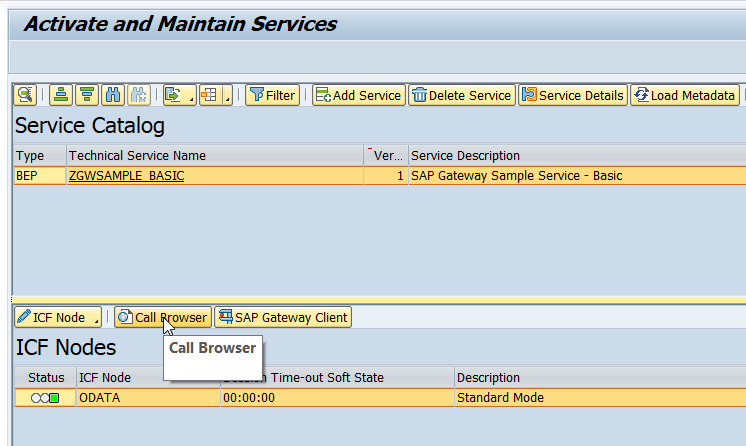 Activate and Maintain Services
Filter Add Service Delete Service Service Details Load Metadata
Service Catalog
Type Technical Service Name Ver... Service Description
BEP ZGWSAMPLE_BASIC 1 SAP Gateway Sample Service - Basic
ICF Node Call Browser SAP Gateway Client
Call Browser
ICF Nodes
Status ICF Node Session Time-out Soft State Description
ODATA 00:00:00 Standard Mode